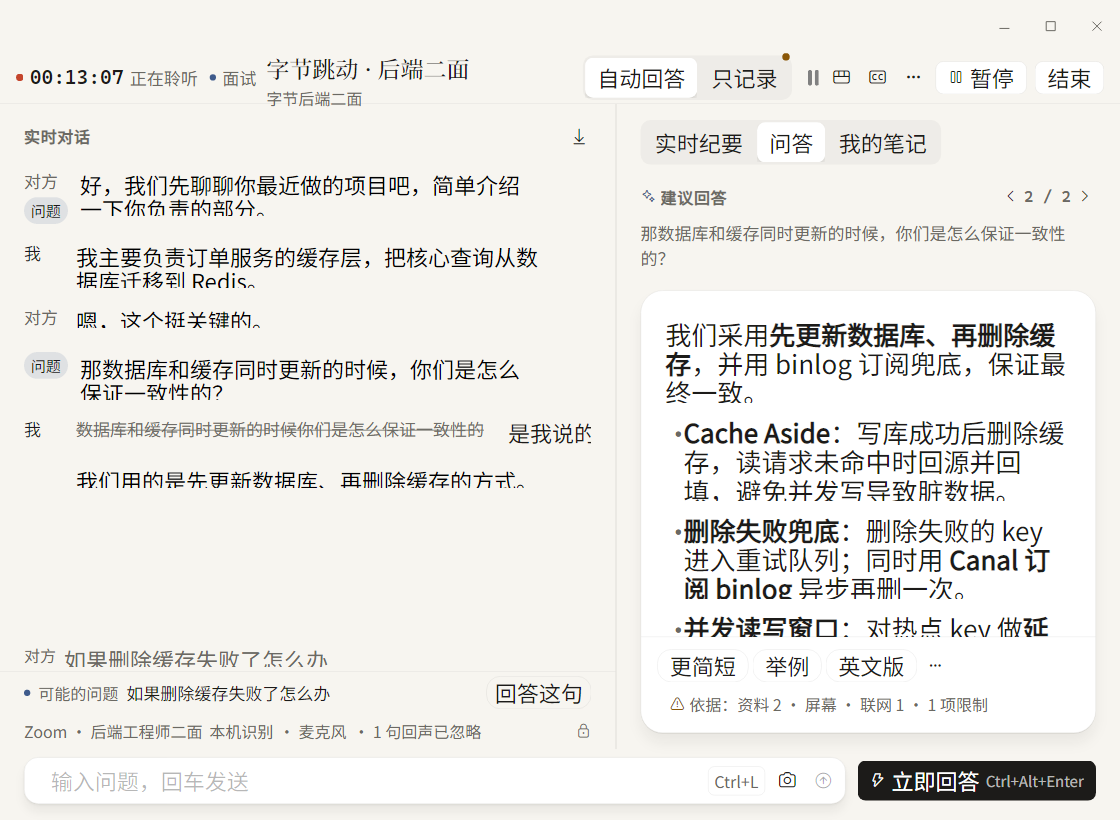 00:13:07 正在聆听 面试 字节跳动 · 后端二面
字节后端二面
自动回答 只记录 暂停 结束
实时对话
对方 好，我们先聊聊你最近做的项目吧，简单介绍
问题 一下你负责的部分。
我 我主要负责订单服务的缓存层，把核心查询从数
据库迁移到 Redis。
对方 嗯，这个挺关键的。
问题 那数据库和缓存同时更新的时候，你们是怎么
保证一致性的？
我 数据库和缓存同时更新的时候你们是怎么保证一致性的 是我说的
我们用的是先更新数据库、再删除缓存的方式。
对方 如果删除缓存失败了怎么办
可能的问题 如果删除缓存失败了怎么办 回答这句
Zoom · 后端工程师二面 本机识别 · 麦克风 · 1 句回声已忽略
实时纪要 问答 我的笔记
建议回答 2 / 2
那数据库和缓存同时更新的时候，你们是怎么保证一致性
的？
我们采用先更新数据库、再删除缓
存，并用 binlog 订阅兜底，保证最
终一致。
•Cache Aside：写库成功后删除缓
存，读请求未命中时回源并回
填，避免并发写导致脏数据。
•删除失败兜底：删除失败的 key
进入重试队列；同时用 Canal 订
阅 binlog 异步再删一次。
•并发读写窗口：对热点 key 做延
更简短 举例 英文版 ···
依据：资料 2 · 屏幕 · 联网 1 · 1 项限制
输入问题，回车发送 Ctrl+L
立即回答 Ctrl+Alt+Enter